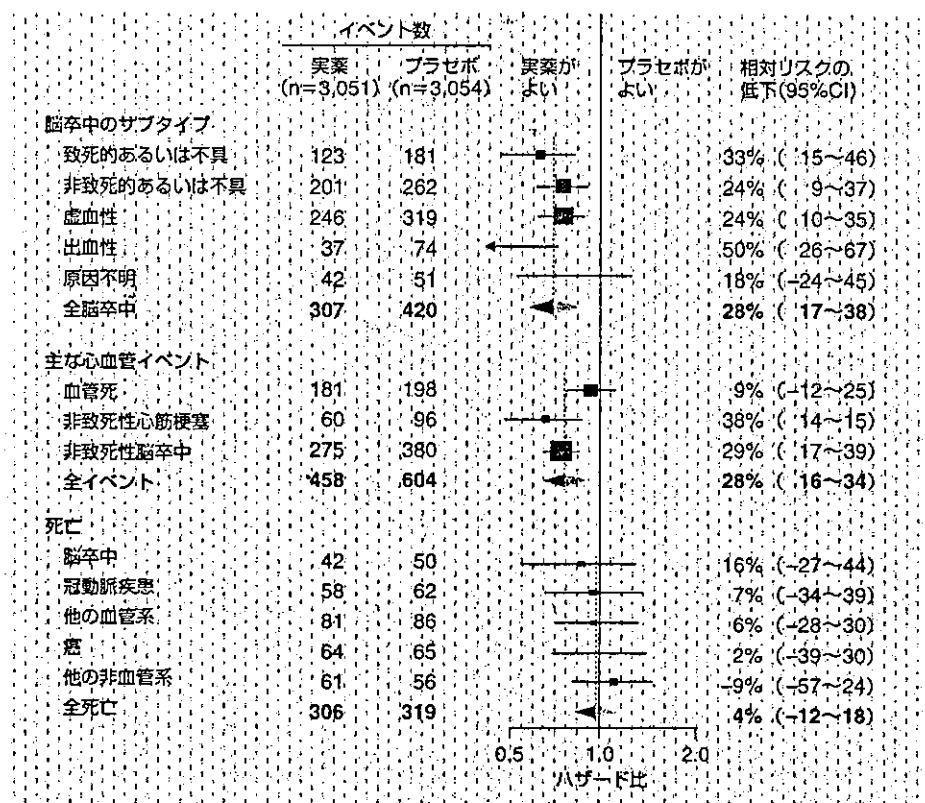 イベント数
実薬 プラセボ 実薬が プラセボが 相対リスクの
(n=3,051) (n=3,054) よい よい 低下(95%CI)
脳卒中のサブタイプ
致死的あるいは不具 123 181 33% ( 15〜46)
非致死的あるいは不具 201 262 24% ( 9〜37)
虚血性 246 319 24% ( 10〜35)
出血性 37 74 50% ( 26〜67)
原因不明 42 51 18% (−24〜45)
全脳卒中 307 420 28% ( 17〜38)
主な心血管イベント
血管死 181 198 9% (−12〜25)
非致死性心筋梗塞 60 96 38% ( 14〜15)
非致死性脳卒中 275 380 29% ( 17〜39)
全イベント 458 604 28% ( 16〜34)
死亡
脳卒中 42 50 16% (−27〜44)
冠動脈疾患 58 62 7% (−34〜39)
他の血管系 81 86 6% (−28〜30)
癌 64 65 2% (−39〜30)
他の非血管系 61 56 −9% (−57〜24)
全死亡 306 319 4% (−12〜18)
0.5 1.0 2.0
ハザード比